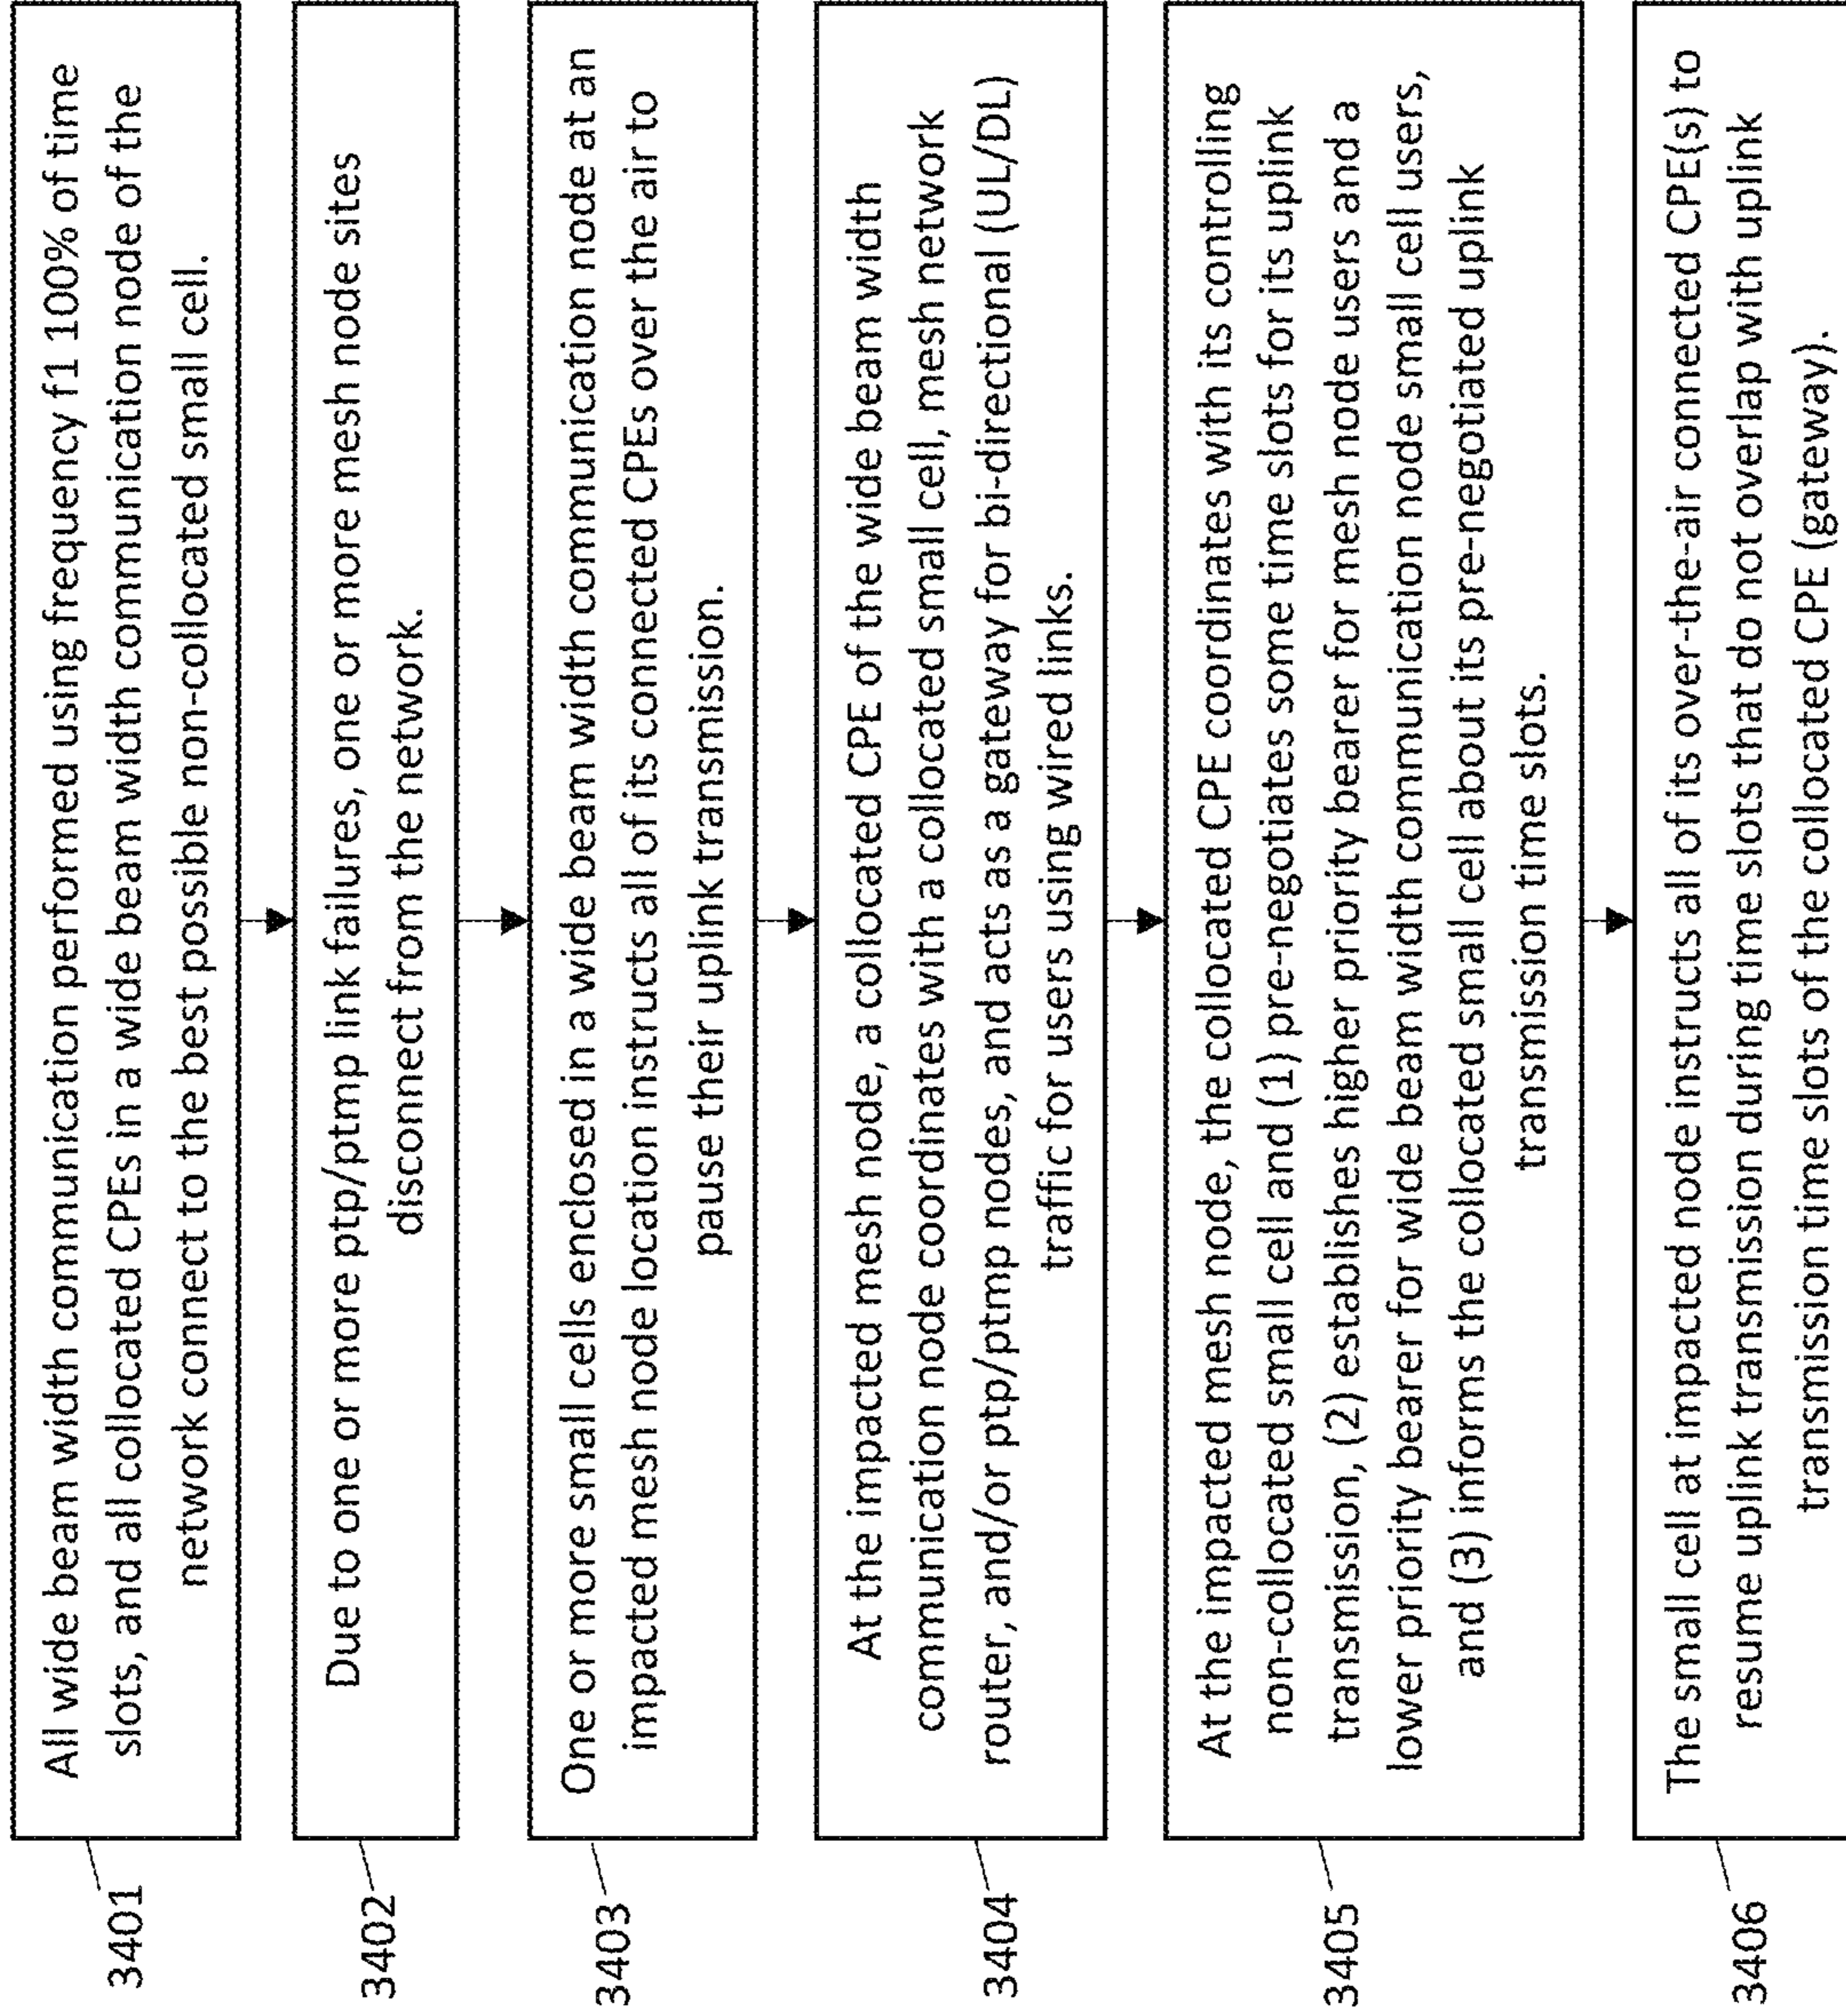 3401
All wide beam width communication performed using frequency f1 100% of time
slots, and all collocated CPEs in a wide beam width communication node of the
network connect to the best possible non-collocated small cell.
3402
Due to one or more ptp/ptmp link failures, one or more mesh node sites
disconnect from the network.
3403
One or more small cells enclosed in a wide beam width communication node at an
impacted mesh node location instructs all of its connected CPEs over the air to
pause their uplink transmission.
3404
At the impacted mesh node, a collocated CPE of the wide beam width
communication node coordinates with a collocated small cell, mesh network
router, and/or ptp/ptmp nodes, and acts as a gateway for bi-directional (UL/DL)
traffic for users using wired links.
3405
At the impacted mesh node, the collocated CPE coordinates with its controlling
non-collocated small cell and (1) pre-negotiates some time slots for its uplink
transmission, (2) establishes higher priority bearer for mesh node users and a
lower priority bearer for wide beam width communication node small cell users,
and (3) informs the collocated small cell about its pre-negotiated uplink
transmission time slots.
3406
The small cell at impacted node instructs all of its over-the-air connected CPE(s) to
resume uplink transmission during time slots that do not overlap with uplink
transmission time slots of the collocated CPE (gateway).